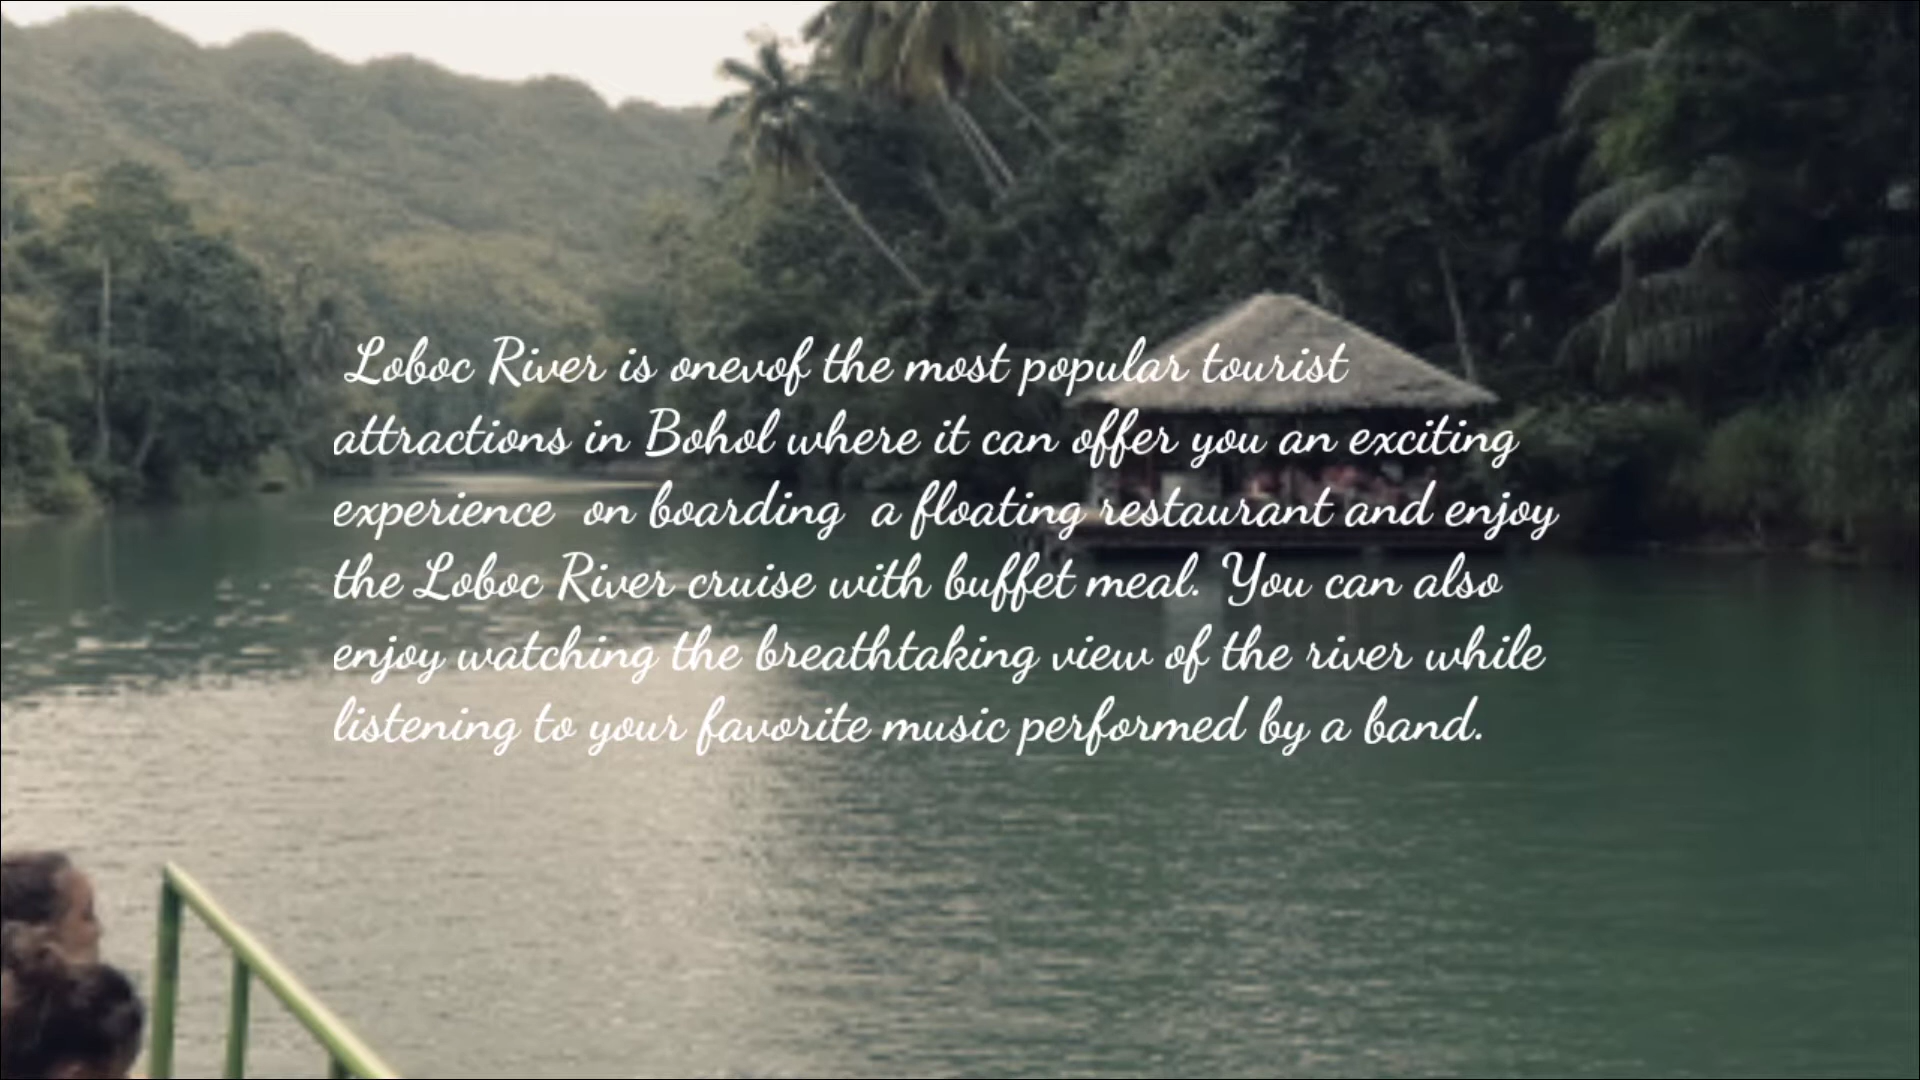 Loboc River is onevof the most popular tourist
attractions in Bohol where it can offer you an exciting
experience on boarding a floating restaurant and enjoy
the Loboc River cruise with buffet meal. You can also
enjoy watching the breathtaking view of the river while
listening to your favorite music performed by a band.